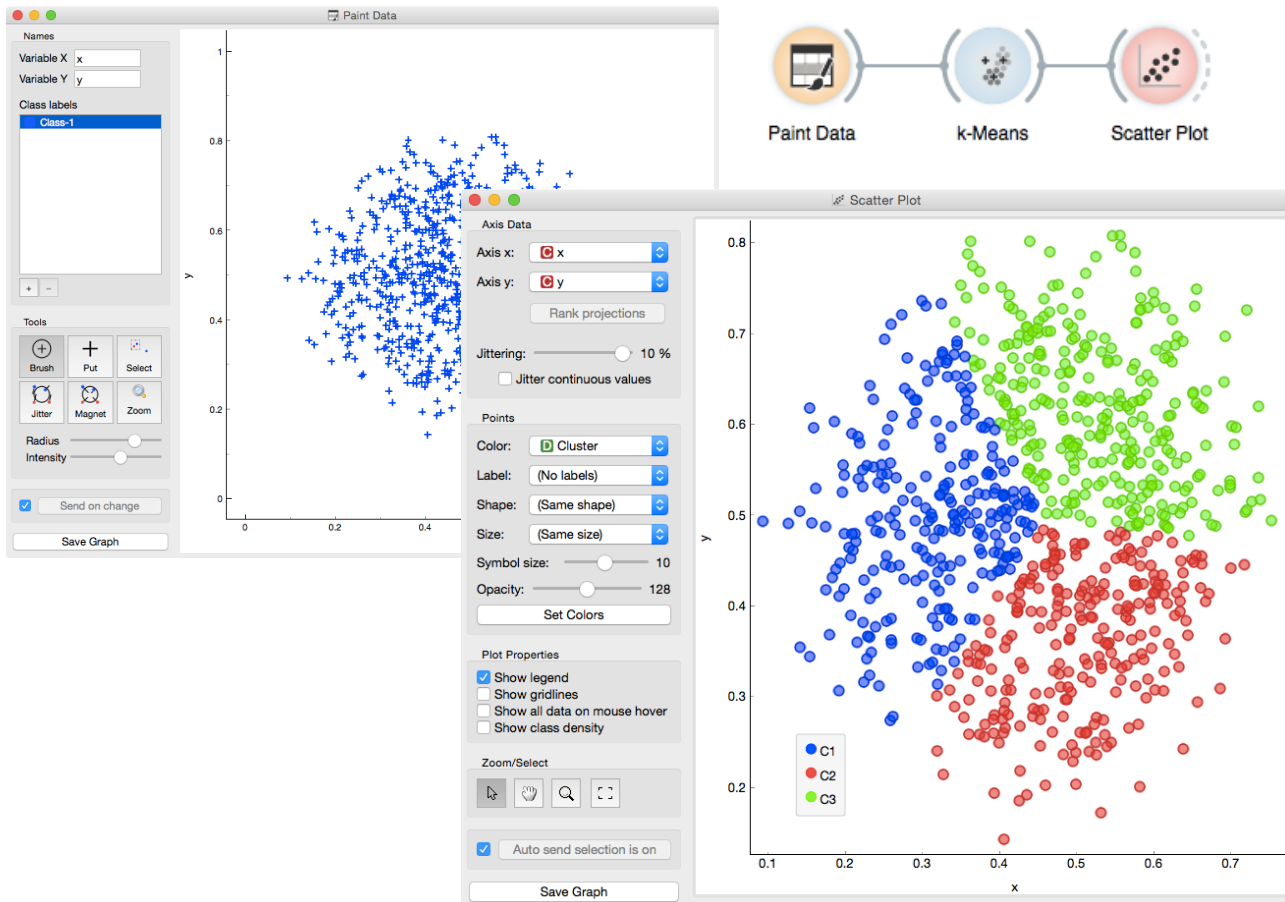 Paint Data
Names
Variable X x
Variable Y y
Class labels
Class-1
+ −
Tools
Brush Put Select
Jitter Magnet Zoom
Radius
Intensity
Send on change
Save Graph
1
0.8
0.6
0.4
0.2
0
y
0 0.2 0.4
Paint Data k-Means Scatter Plot
Scatter Plot
Axis Data
Axis x: C x
Axis y: C y
Rank projections
Jittering: 10 %
Jitter continuous values
Points
Color: D Cluster
Label: (No labels)
Shape: (Same shape)
Size: (Same size)
Symbol size: 10
Opacity: 128
Set Colors
Plot Properties
Show legend
Show gridlines
Show all data on mouse hover
Show class density
Zoom/Select
Auto send selection is on
Save Graph
0.8
0.7
0.6
0.5
0.4
0.3
0.2
y
C1
C2
C3
0.1 0.2 0.3 0.4 0.5 0.6 0.7
x